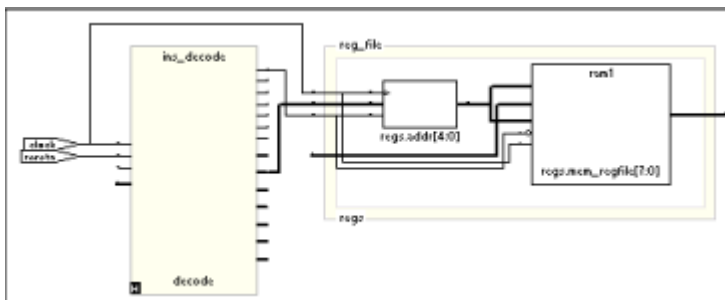 ins_decode
reg_file
ram1
clock
resetn
regs.addr[4:0]
regs.mem_regfile[7:0]
regs
decode
H